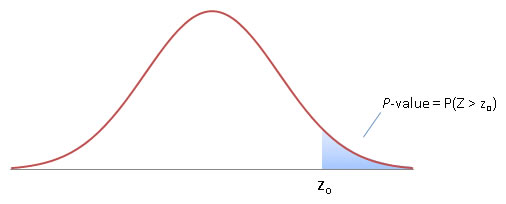 P-value = P(Z > z₀)
z₀